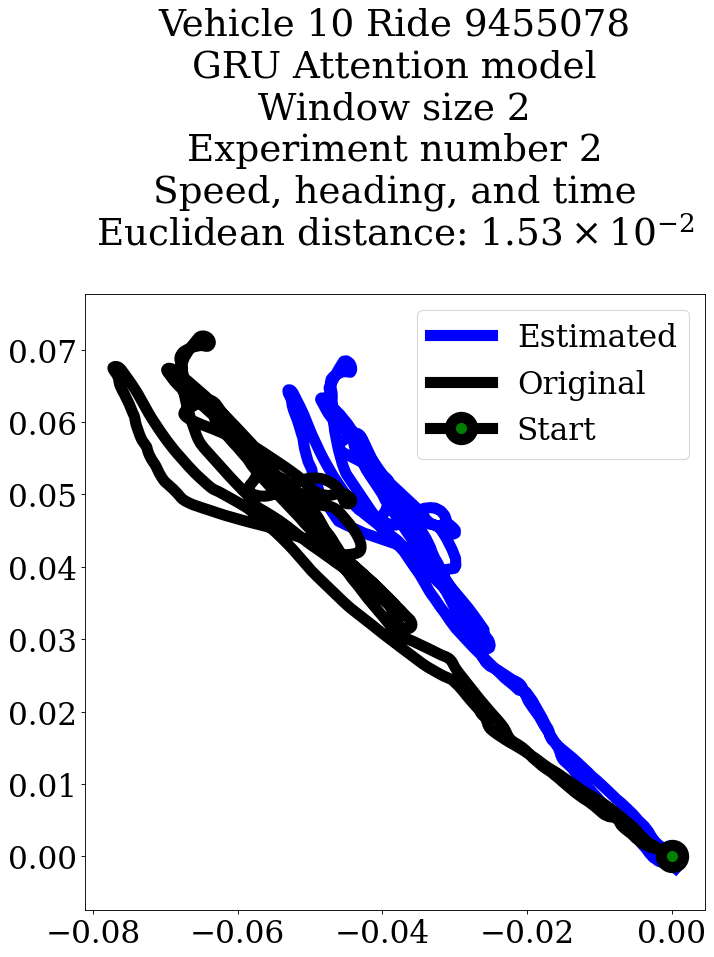 Vehicle 10 Ride 9455078
GRU Attention model
Window size 2
Experiment number 2
Speed, heading, and time
Euclidean distance: 1.53 × 10⁻²
Estimated
Original
Start
0.07
0.06
0.05
0.04
0.03
0.02
0.01
0.00
−0.08 −0.06 −0.04 −0.02 0.00